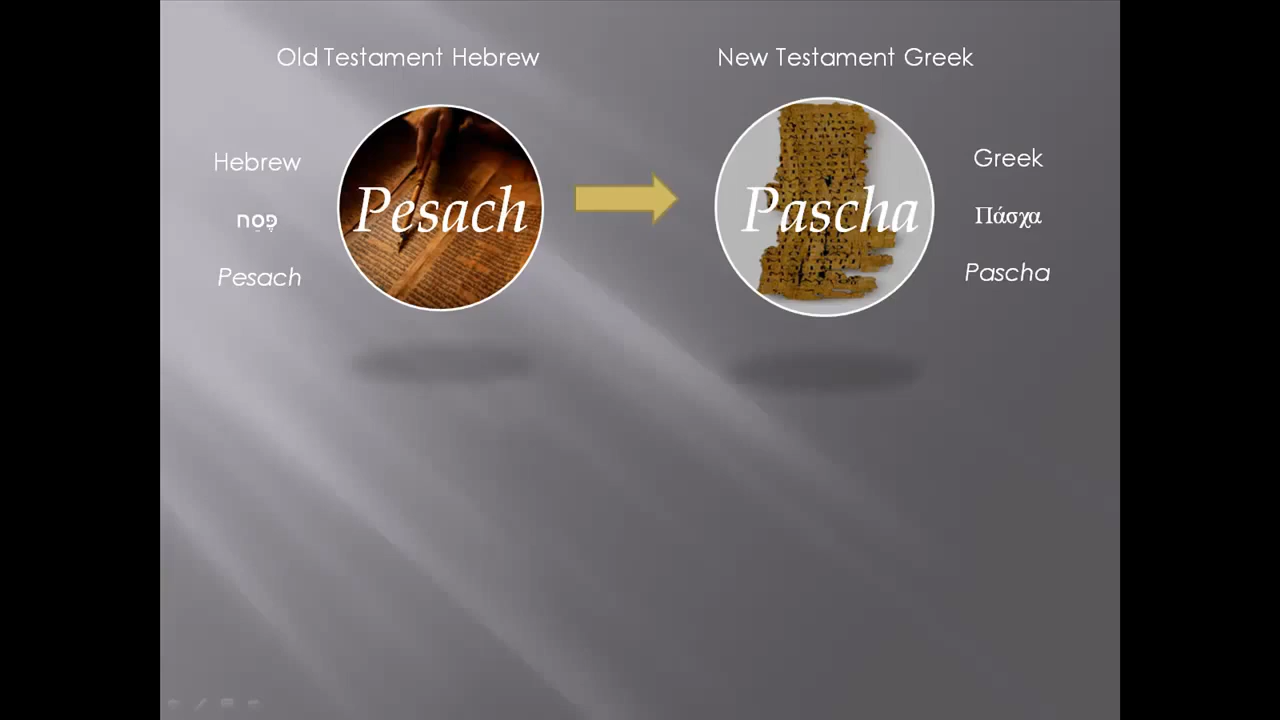 Old Testament Hebrew
New Testament Greek
Hebrew
פֶּסַח
Pesach
Pesach
Pascha
Greek
Πάσχα
Pascha